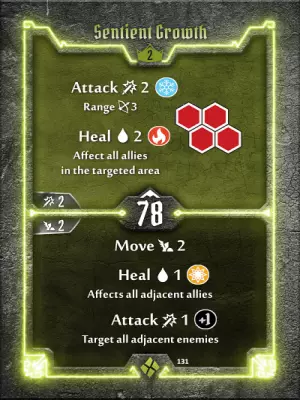 Sentient Growth
2
Attack 2
Range 3
Heal 2
Affect all allies
in the targeted area
2
78
2
Move 2
Heal 1
Affects all adjacent allies
Attack 1 +1
Target all adjacent enemies
131